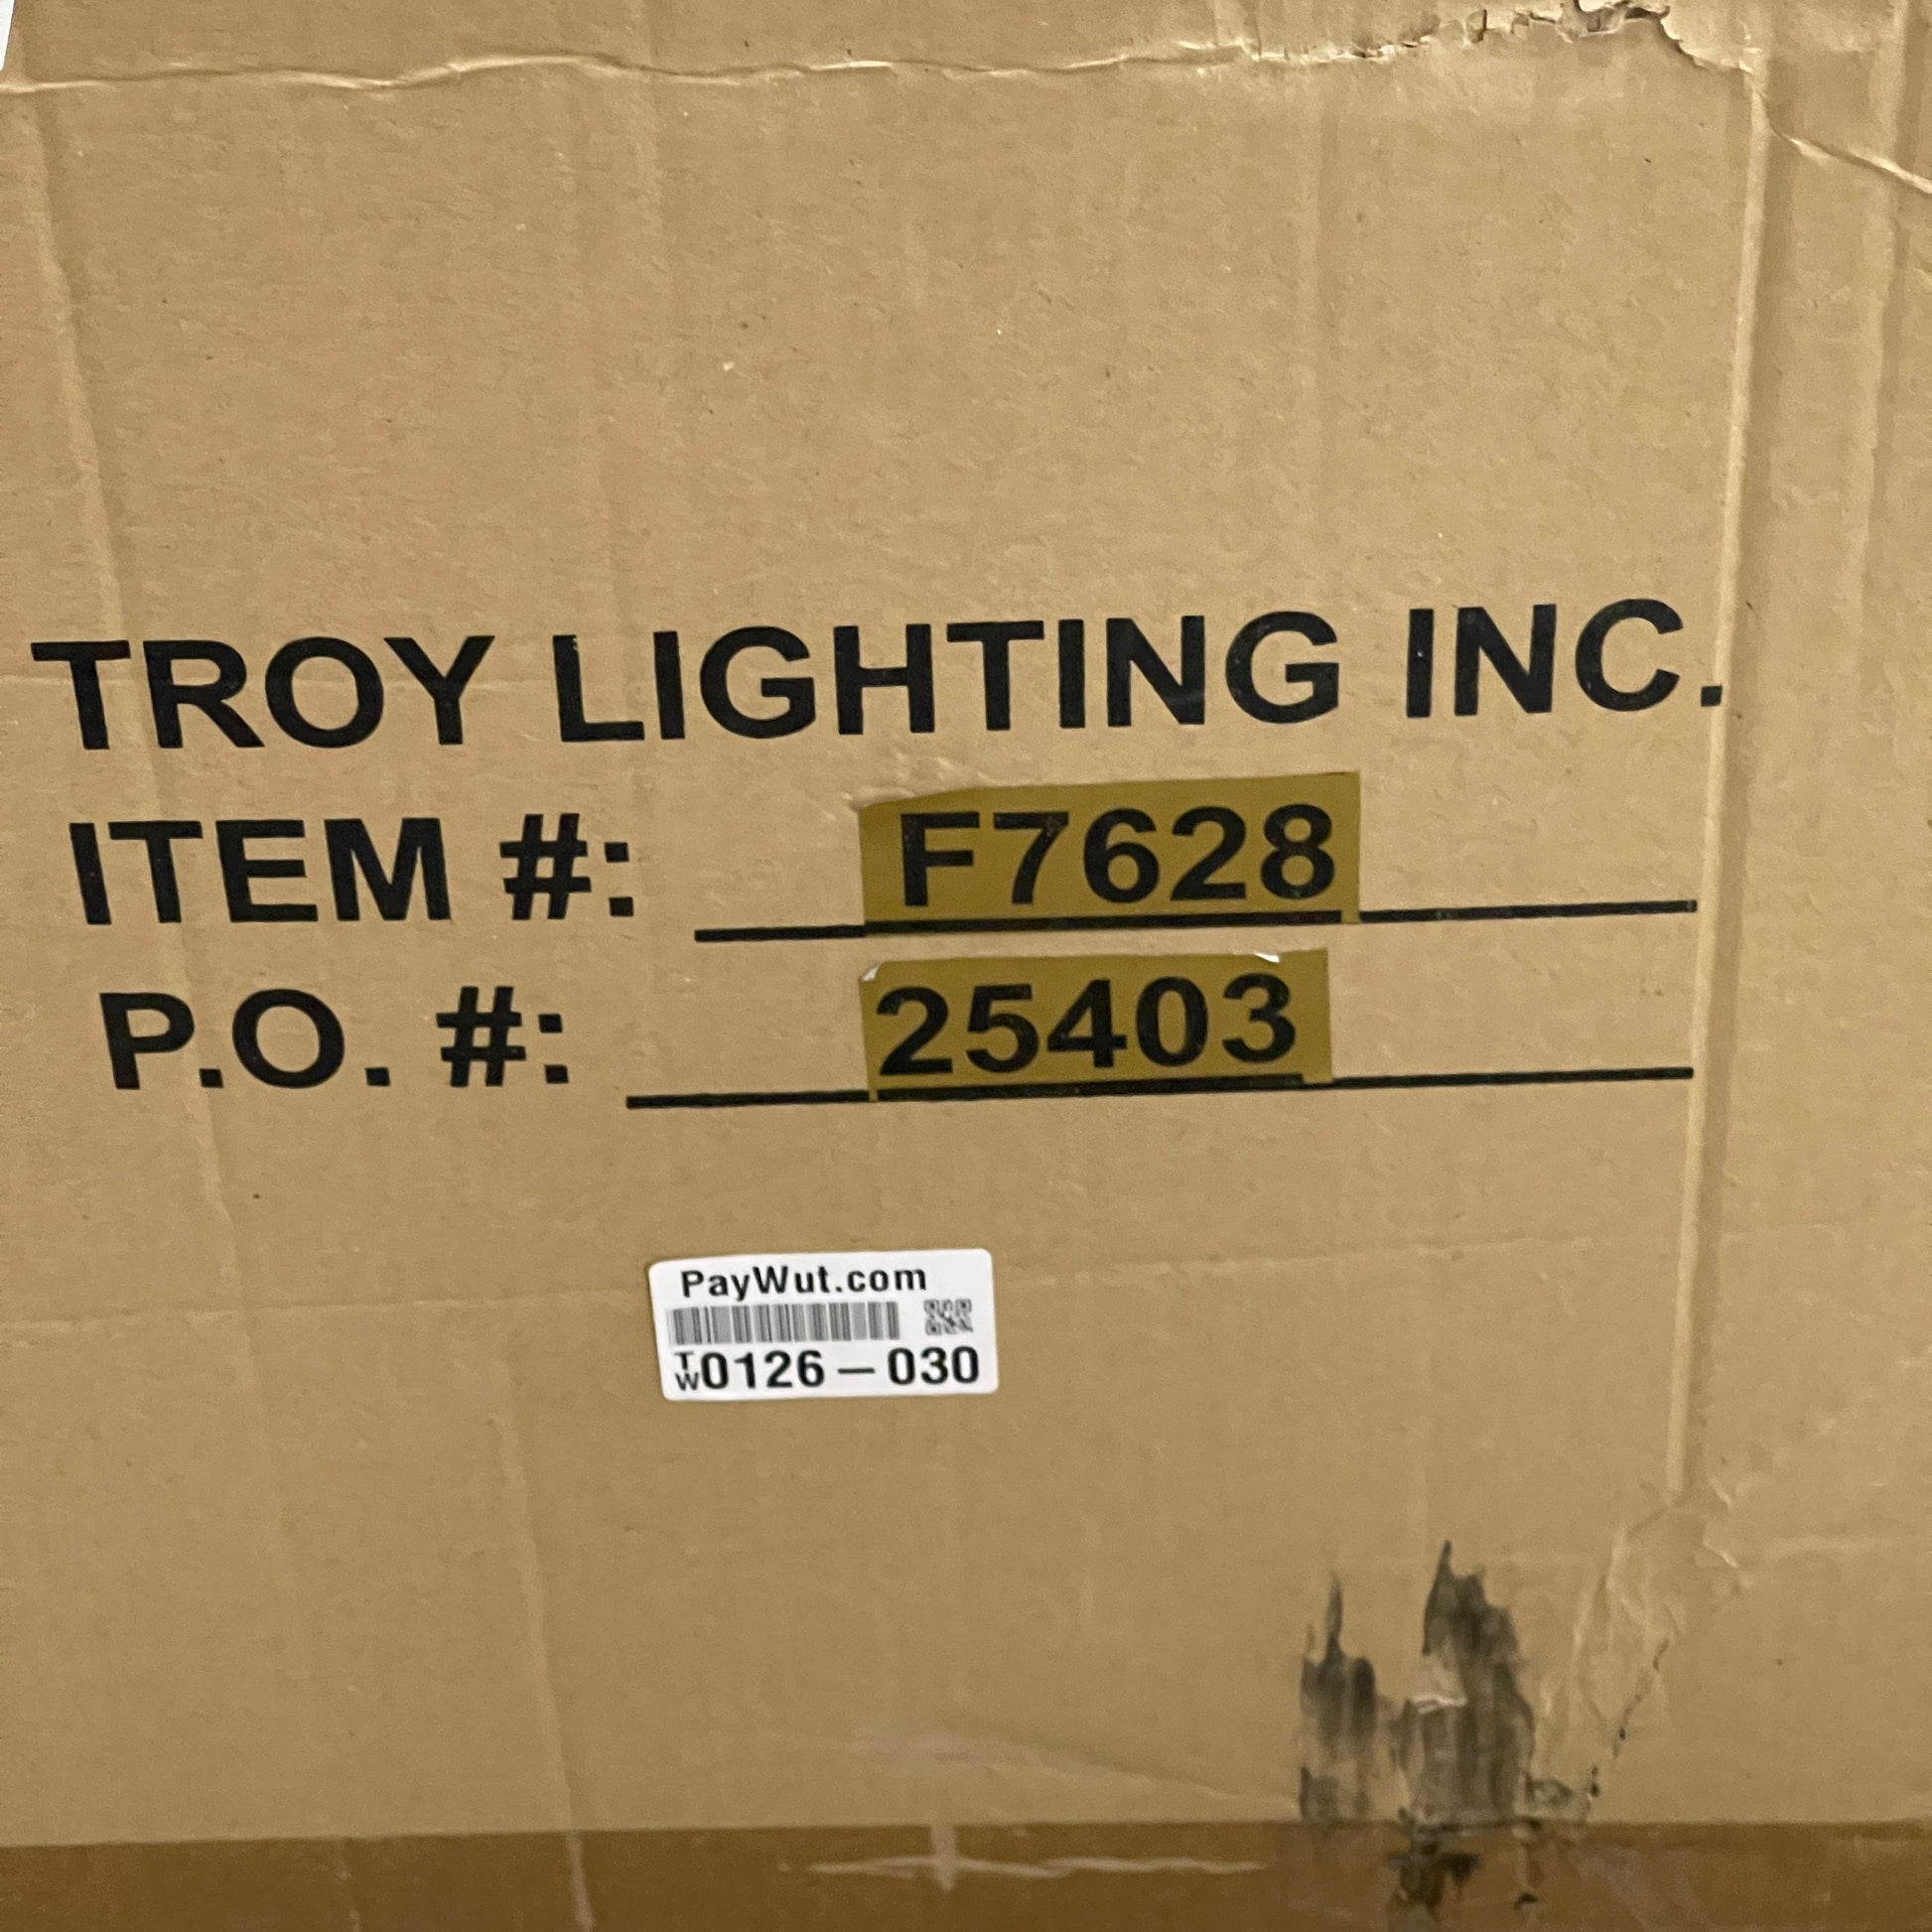 TROY LIGHTING INC.
ITEM #: F7628
P.O. #: 25403
PayWut.com
TW0126-030